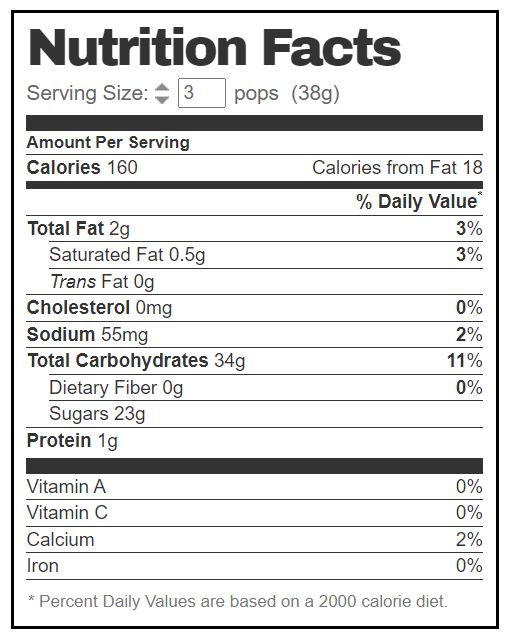 Nutrition Facts
Serving Size: 3 pops (38g)
Amount Per Serving
Calories 160 Calories from Fat 18
% Daily Value*
Total Fat 2g 3%
Saturated Fat 0.5g 3%
Trans Fat 0g
Cholesterol 0mg 0%
Sodium 55mg 2%
Total Carbohydrates 34g 11%
Dietary Fiber 0g 0%
Sugars 23g
Protein 1g
Vitamin A 0%
Vitamin C 0%
Calcium 2%
Iron 0%
* Percent Daily Values are based on a 2000 calorie diet.